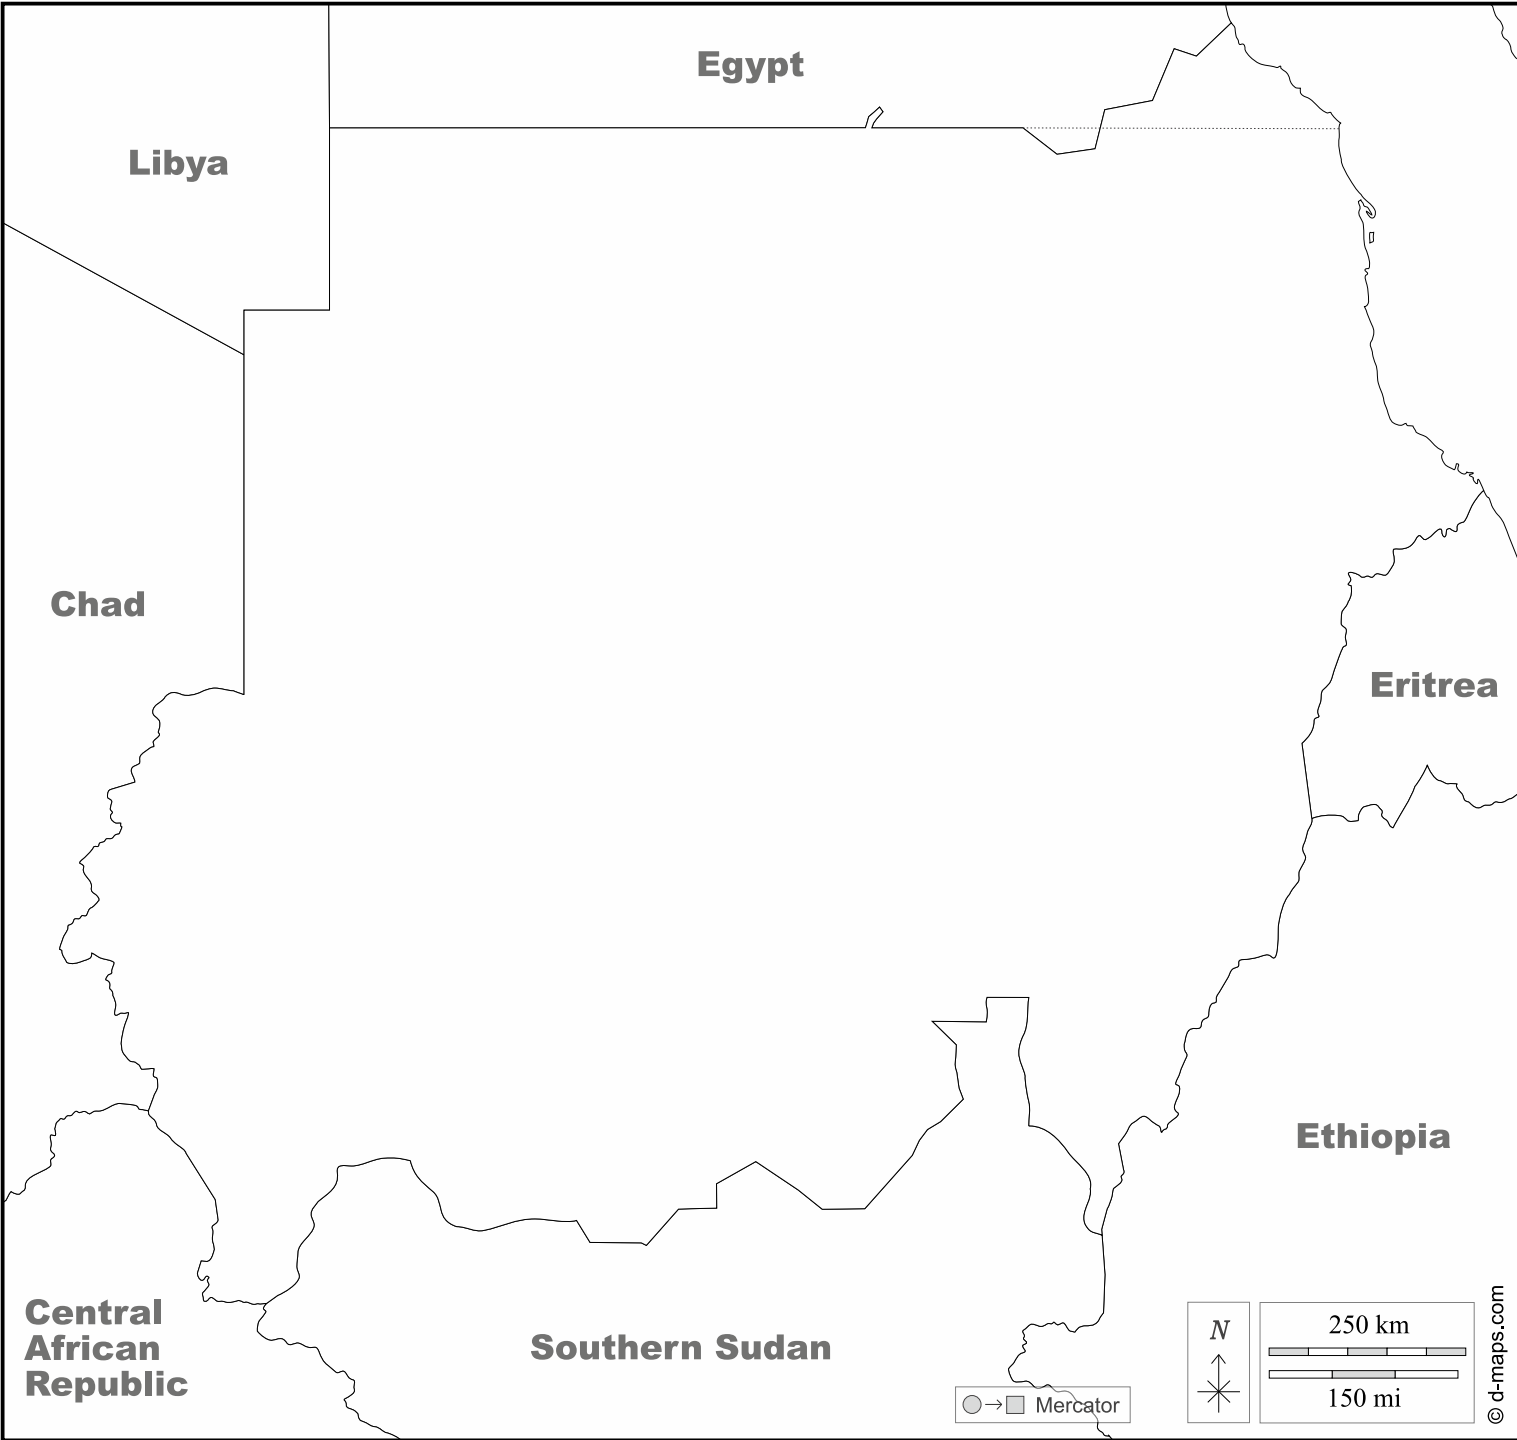 Egypt
Libya
Chad
Eritrea
Ethiopia
Central
African
Republic
Southern Sudan
Mercator
N
250 km
150 mi
© d-maps.com